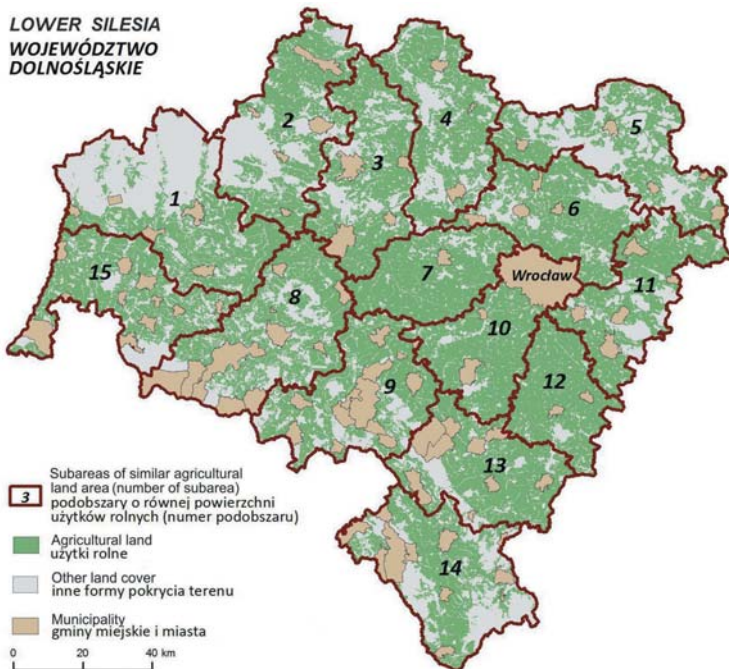 LOWER SILESIA
WOJEWÓDZTWO
DOLNOŚLĄSKIE
2
4
5
3
1
6
7
Wrocław
15
8
11
10
9
12
13
14
3
Subareas of similar agricultural
land area (number of subarea)
podobszary o równej powierzchni
użytków rolnych (numer podobszaru)
Agricultural land
użytki rolne
Other land cover
inne formy pokrycia terenu
Municipality
gminy miejskie i miasta
0 20 40 km